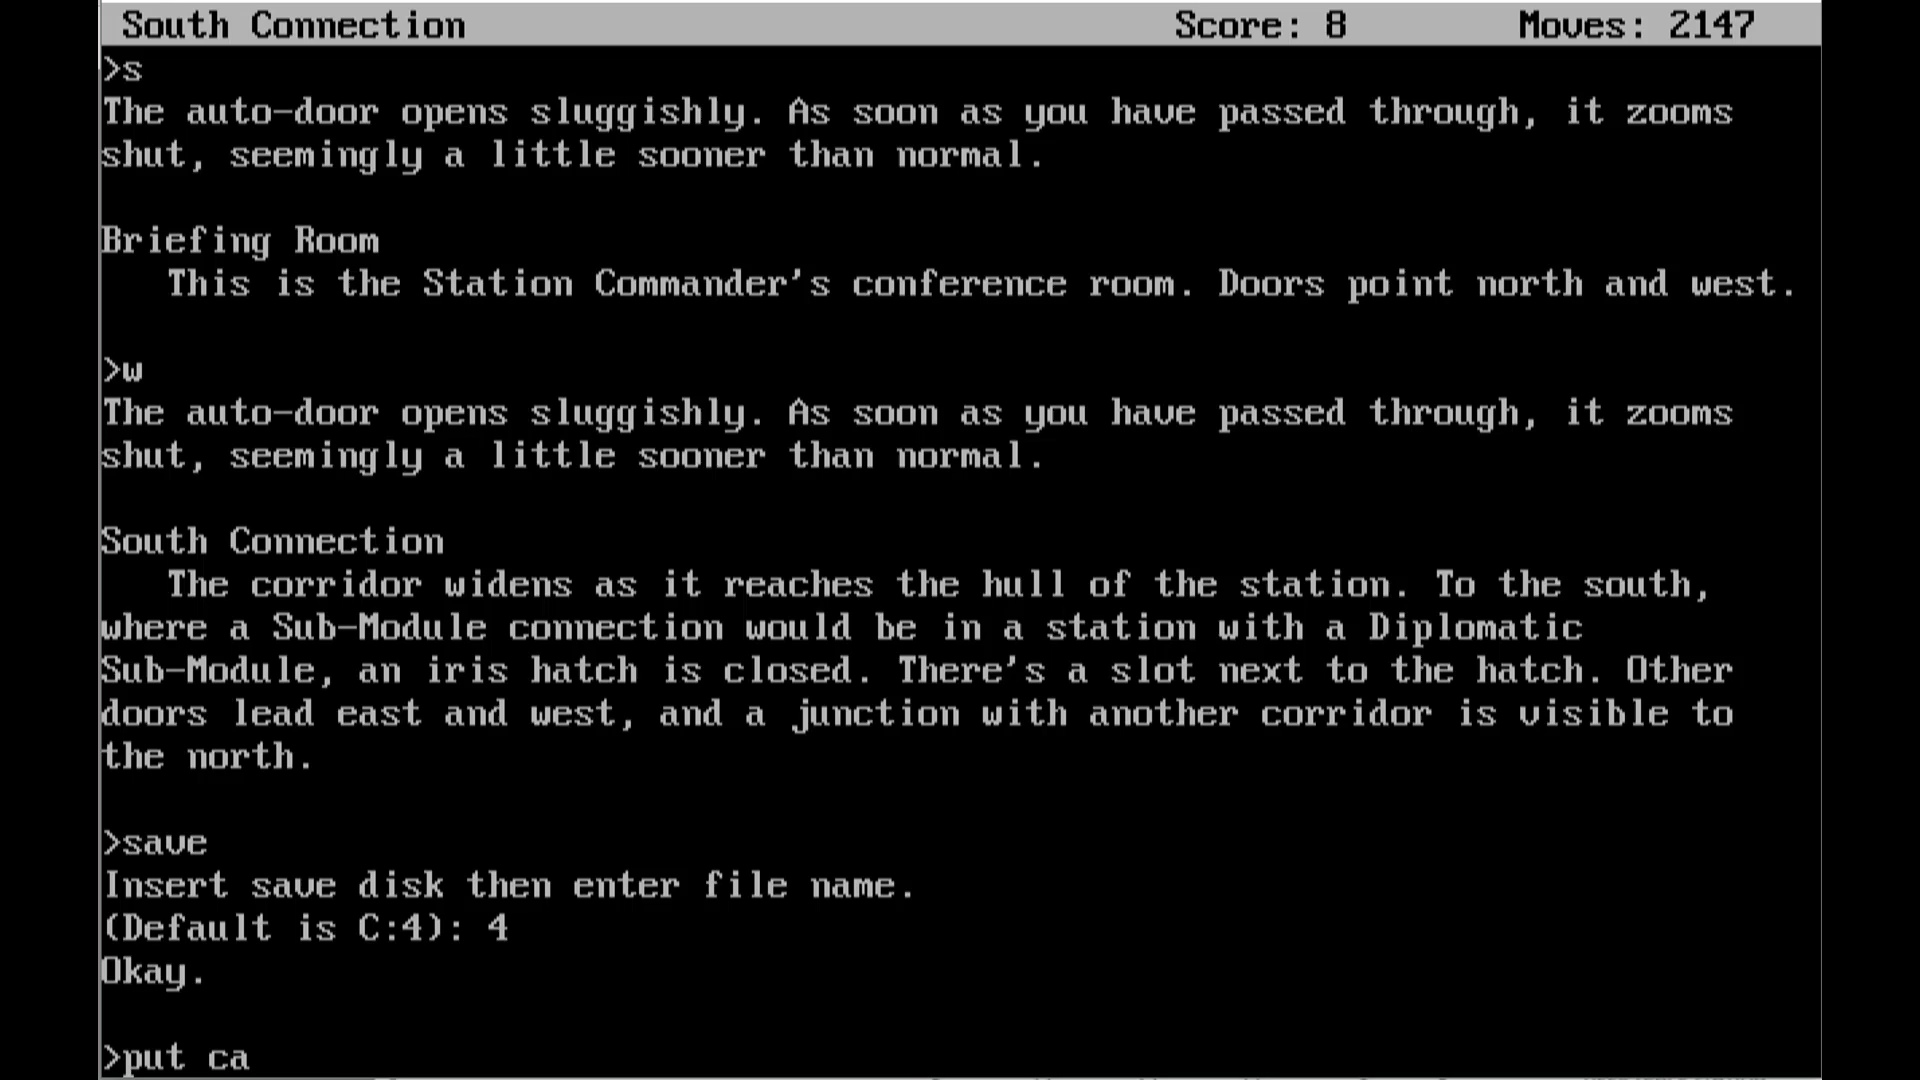 South Connection Score: 8 Moves: 2147
>s
The auto-door opens sluggishly. As soon as you have passed through, it zooms
shut, seemingly a little sooner than normal.
Briefing Room
This is the Station Commander's conference room. Doors point north and west.
>w
The auto-door opens sluggishly. As soon as you have passed through, it zooms
shut, seemingly a little sooner than normal.
South Connection
The corridor widens as it reaches the hull of the station. To the south,
where a Sub-Module connection would be in a station with a Diplomatic
Sub-Module, an iris hatch is closed. There's a slot next to the hatch. Other
doors lead east and west, and a junction with another corridor is visible to
the north.
>save
Insert save disk then enter file name.
(Default is C:4): 4
Okay.
>put ca